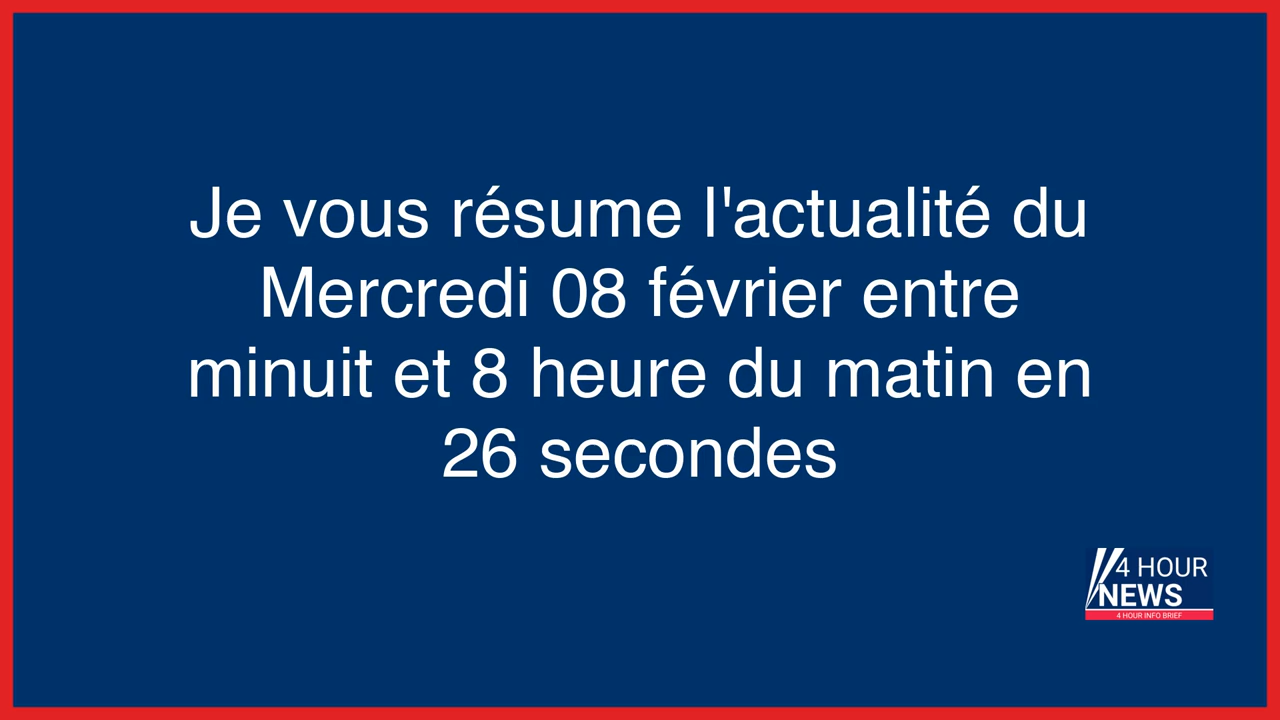 Je vous résume l'actualité du
Mercredi 08 février entre
minuit et 8 heure du matin en
26 secondes
4 HOUR
NEWS
4 HOUR INFO BRIEF